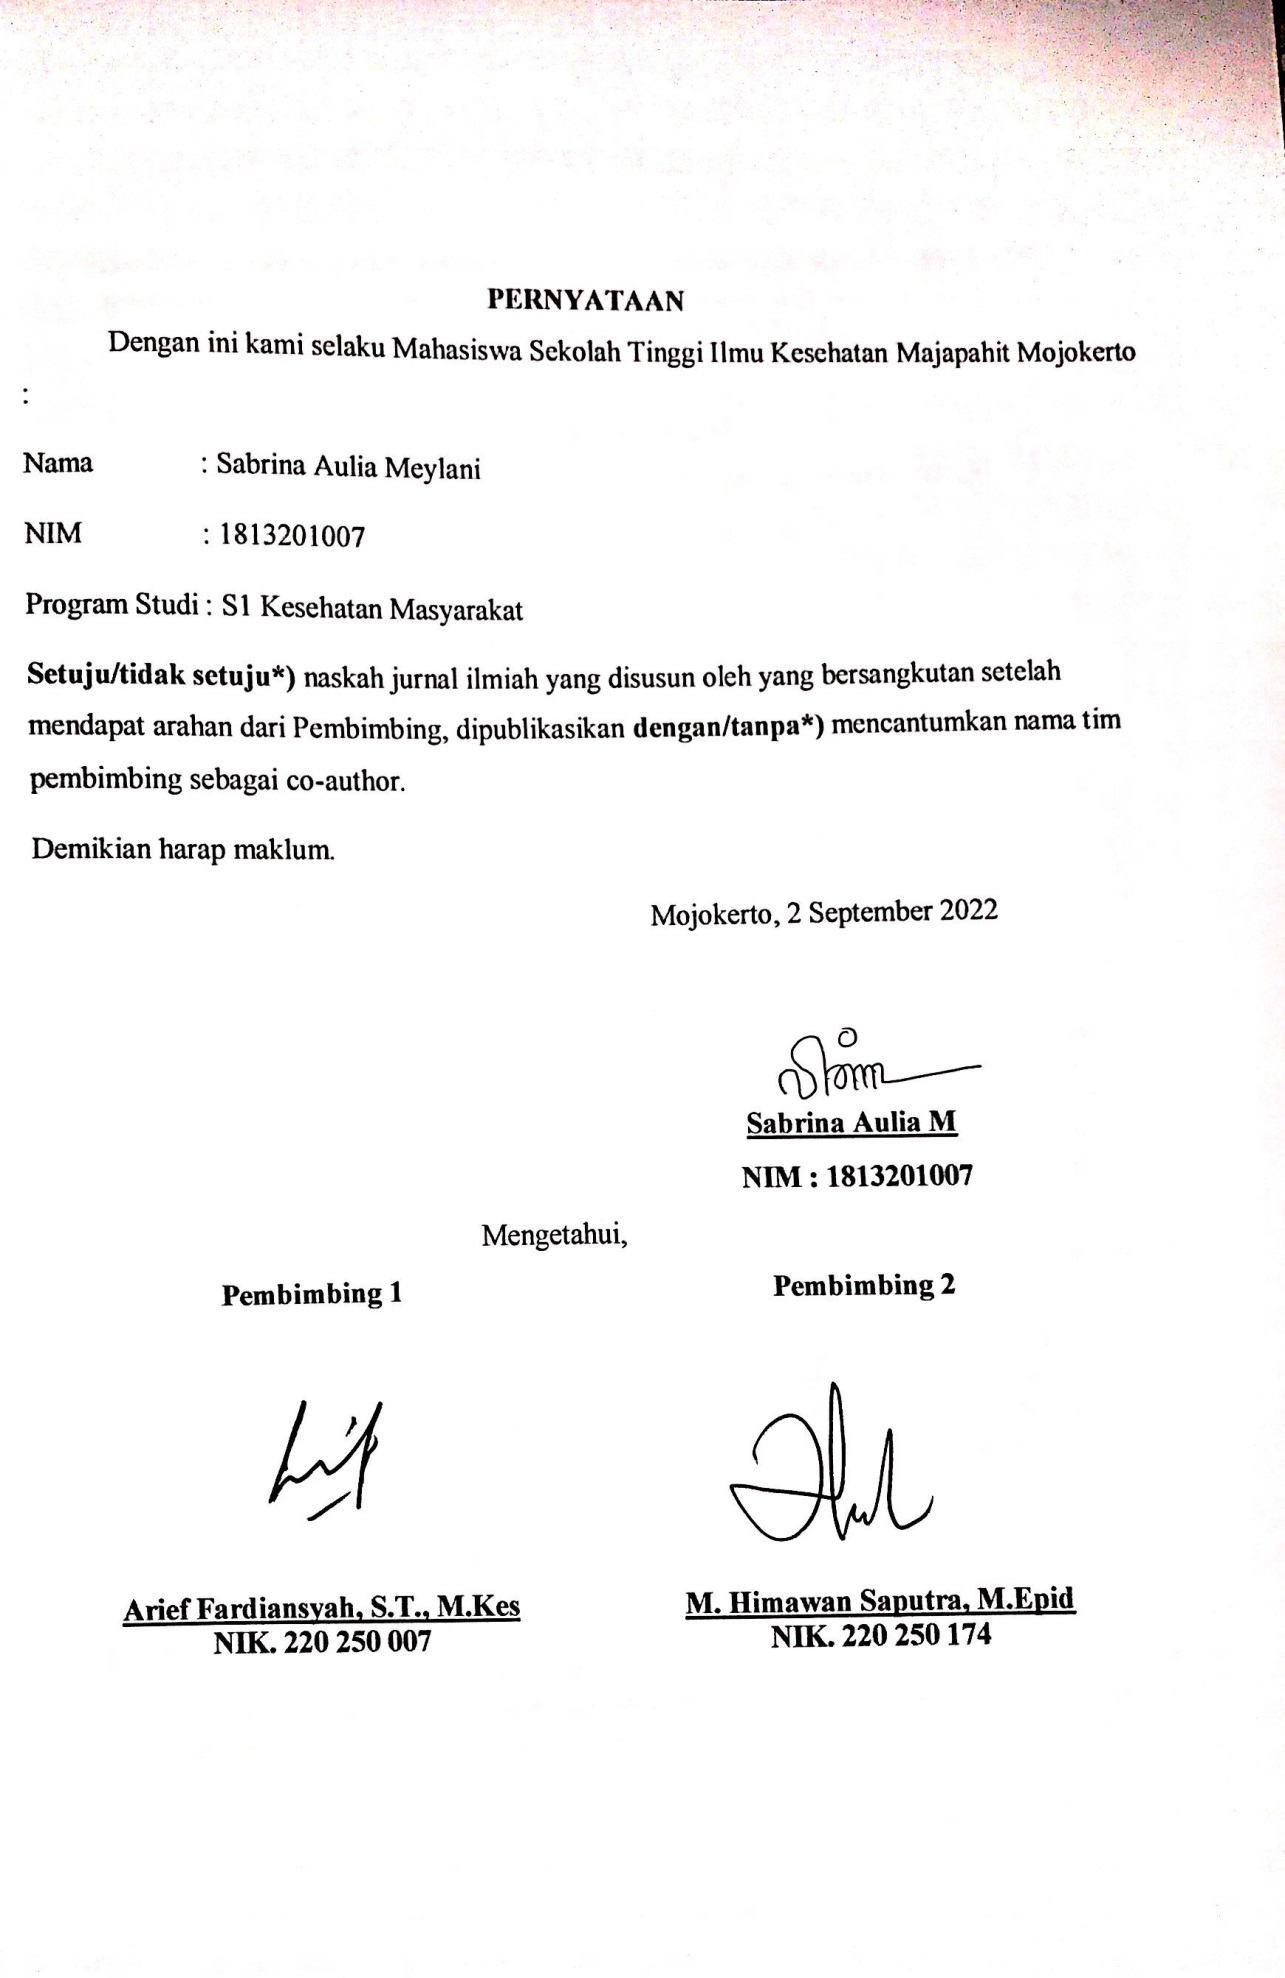 PERNYATAAN
Dengan ini kami selaku Mahasiswa Sekolah Tinggi Ilmu Kesehatan Majapahit Mojokerto
:
Nama : Sabrina Aulia Meylani
NIM : 1813201007
Program Studi : S1 Kesehatan Masyarakat
Setuju/tidak setuju*) naskah jurnal ilmiah yang disusun oleh yang bersangkutan setelah
mendapat arahan dari Pembimbing, dipublikasikan dengan/tanpa*) mencantumkan nama tim
pembimbing sebagai co-author.
Demikian harap maklum.
Mojokerto, 2 September 2022
Sabrina Aulia M
NIM : 1813201007
Mengetahui,
Pembimbing 1 Pembimbing 2
Arief Fardiansyah, S.T., M.Kes M. Himawan Saputra, M.Epid
NIK. 220 250 007 NIK. 220 250 174